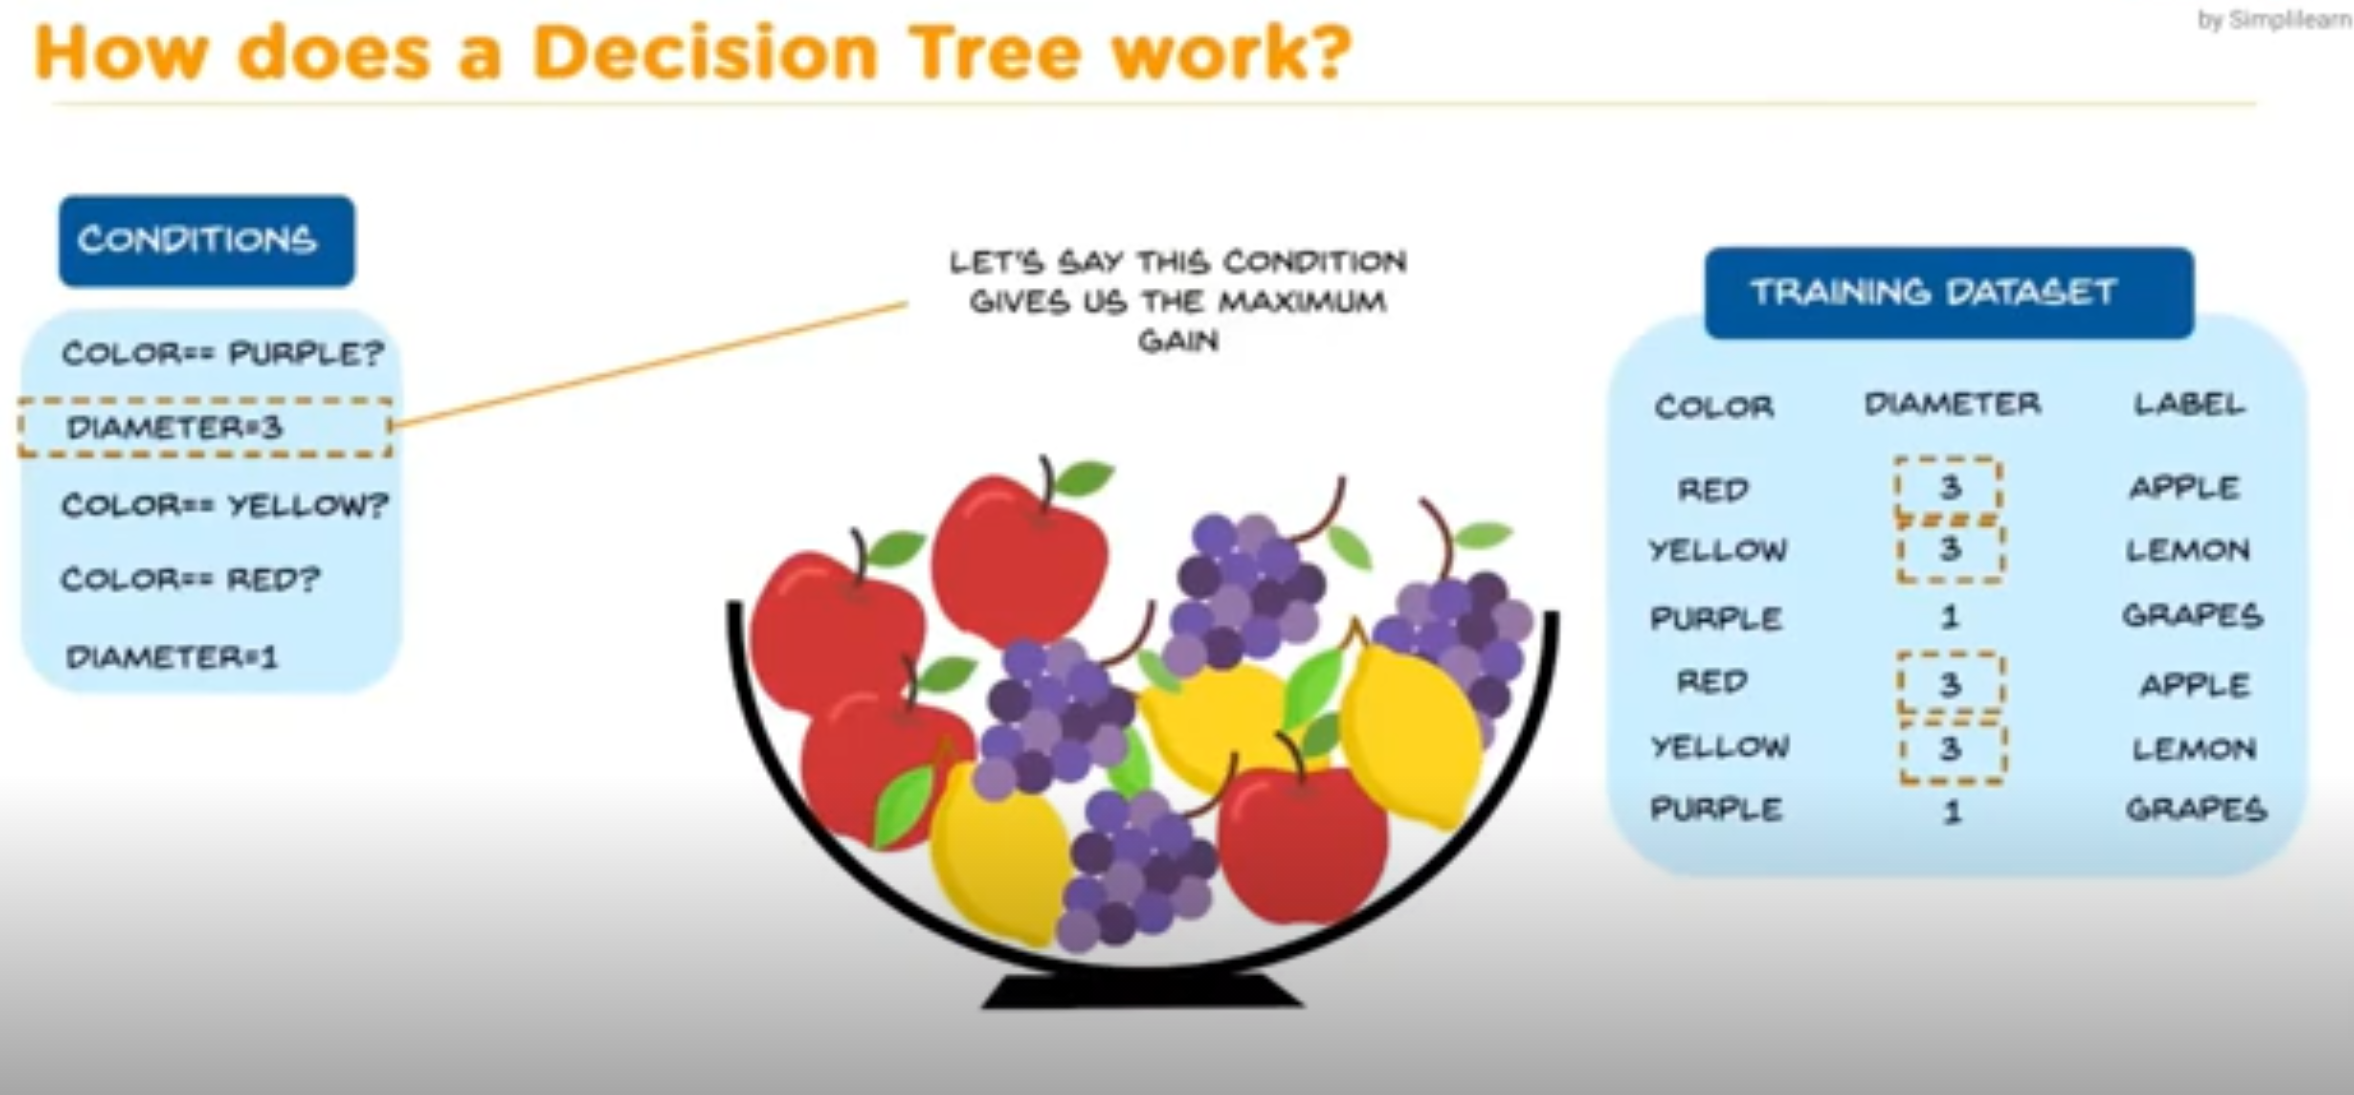 by Simplilearn
How does a Decision Tree work?
CONDITIONS
COLOR== PURPLE?
DIAMETER=3
COLOR== YELLOW?
COLOR== RED?
DIAMETER=1
LET'S SAY THIS CONDITION
GIVES US THE MAXIMUM
GAIN
TRAINING DATASET
COLOR DIAMETER LABEL
RED 3 APPLE
YELLOW 3 LEMON
PURPLE 1 GRAPES
RED 3 APPLE
YELLOW 3 LEMON
PURPLE 1 GRAPES